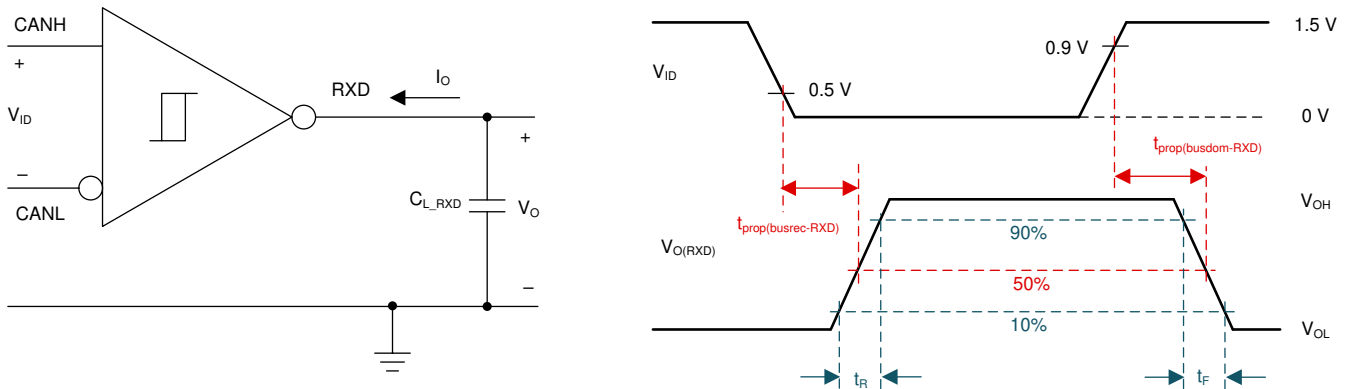 CANH
+
V_ID
–
CANL
RXD
I_O
+
C_L_RXD
V_O
–
V_ID
0.5 V
0.9 V
1.5 V
0 V
t_prop(busrec-RXD)
t_prop(busdom-RXD)
V_O(RXD)
90%
50%
10%
V_OH
V_OL
t_R
t_F